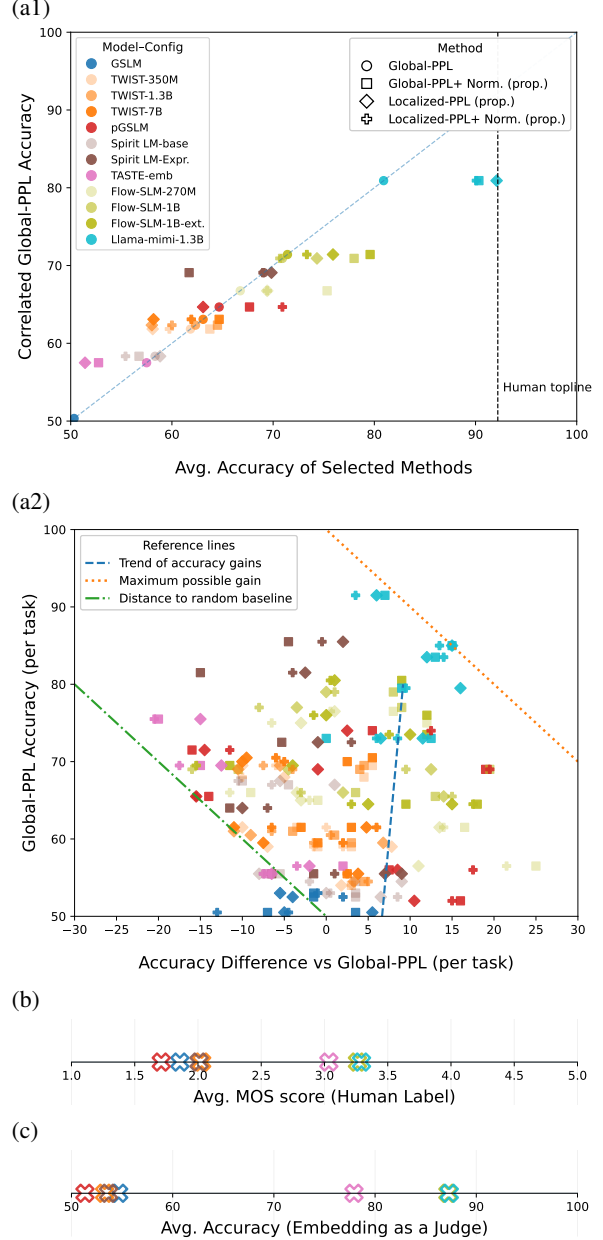 (a1)
100
90
80
70
60
50
Correlated Global-PPL Accuracy
Model–Config
GSLM
TWIST-350M
TWIST-1.3B
TWIST-7B
pGSLM
Spirit LM-base
Spirit LM-Expr.
TASTE-emb
Flow-SLM-270M
Flow-SLM-1B
Flow-SLM-1B-ext.
Llama-mimi-1.3B
Method
Global-PPL
Global-PPL+ Norm. (prop.)
Localized-PPL (prop.)
Localized-PPL+ Norm. (prop.)
Human topline
50 60 70 80 90 100
Avg. Accuracy of Selected Methods
(a2)
100
90
80
70
60
50
Global-PPL Accuracy (per task)
Reference lines
Trend of accuracy gains
Maximum possible gain
Distance to random baseline
−30 −25 −20 −15 −10 −5 0 5 10 15 20 25 30
Accuracy Difference vs Global-PPL (per task)
(b)
1.0 1.5 2.0 2.5 3.0 3.5 4.0 4.5 5.0
Avg. MOS score (Human Label)
(c)
50 60 70 80 90 100
Avg. Accuracy (Embedding as a Judge)